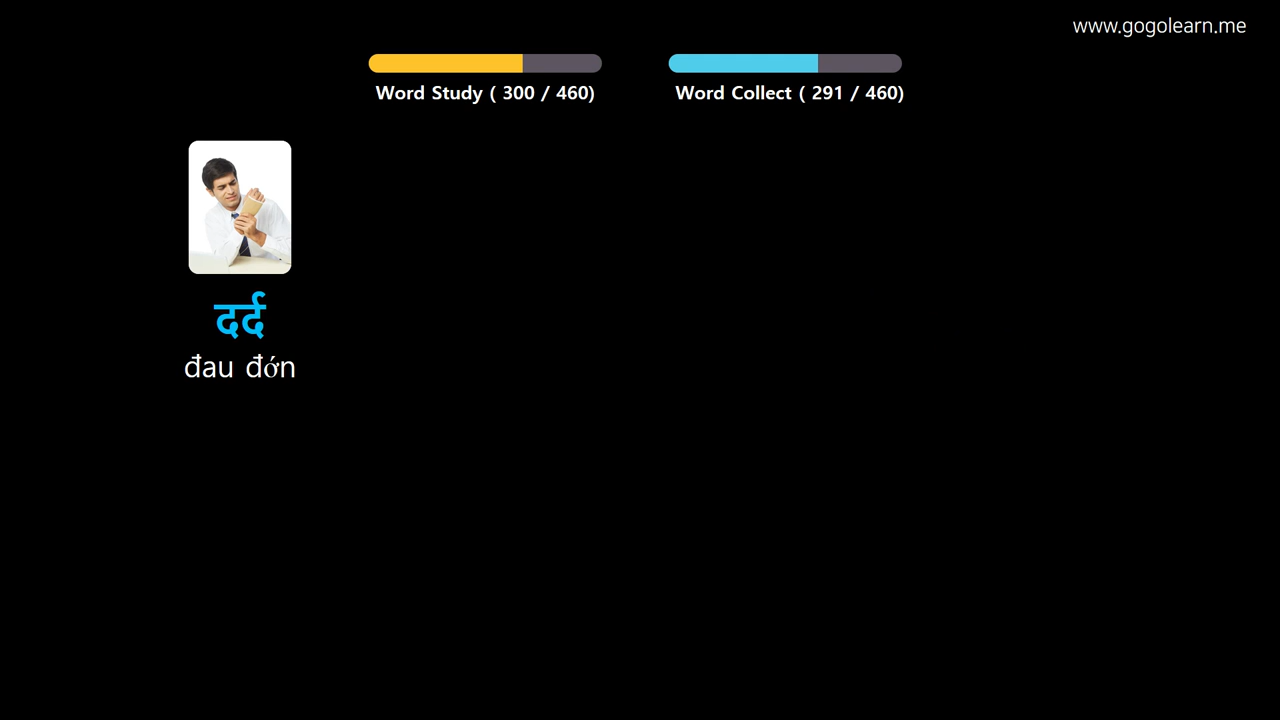 www.gogolearn.me
Word Study ( 300 / 460)
Word Collect ( 291 / 460)
दर्द
đau đớn